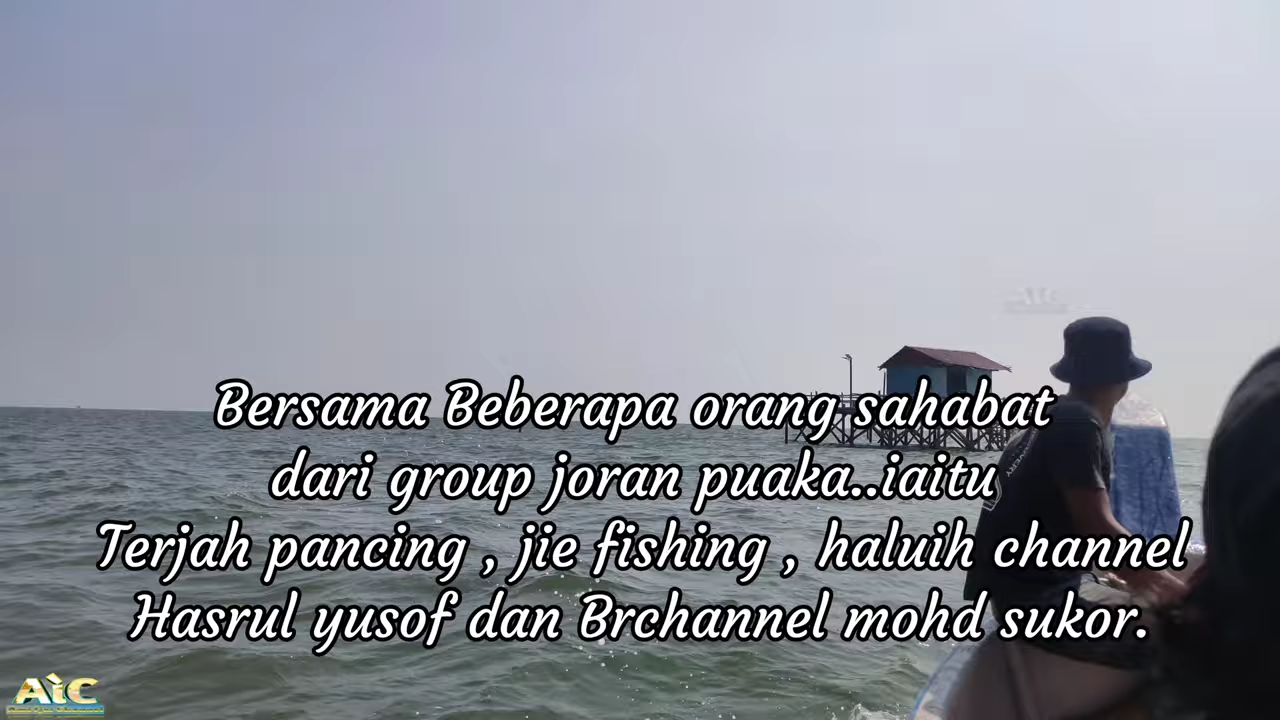 Bersama Beberapa orang sahabat
dari group joran puaka..iaitu
Terjah pancing , jie fishing , haluih channel
Hasrul yusof dan Brchannel mohd sukor.
AiC
AiC